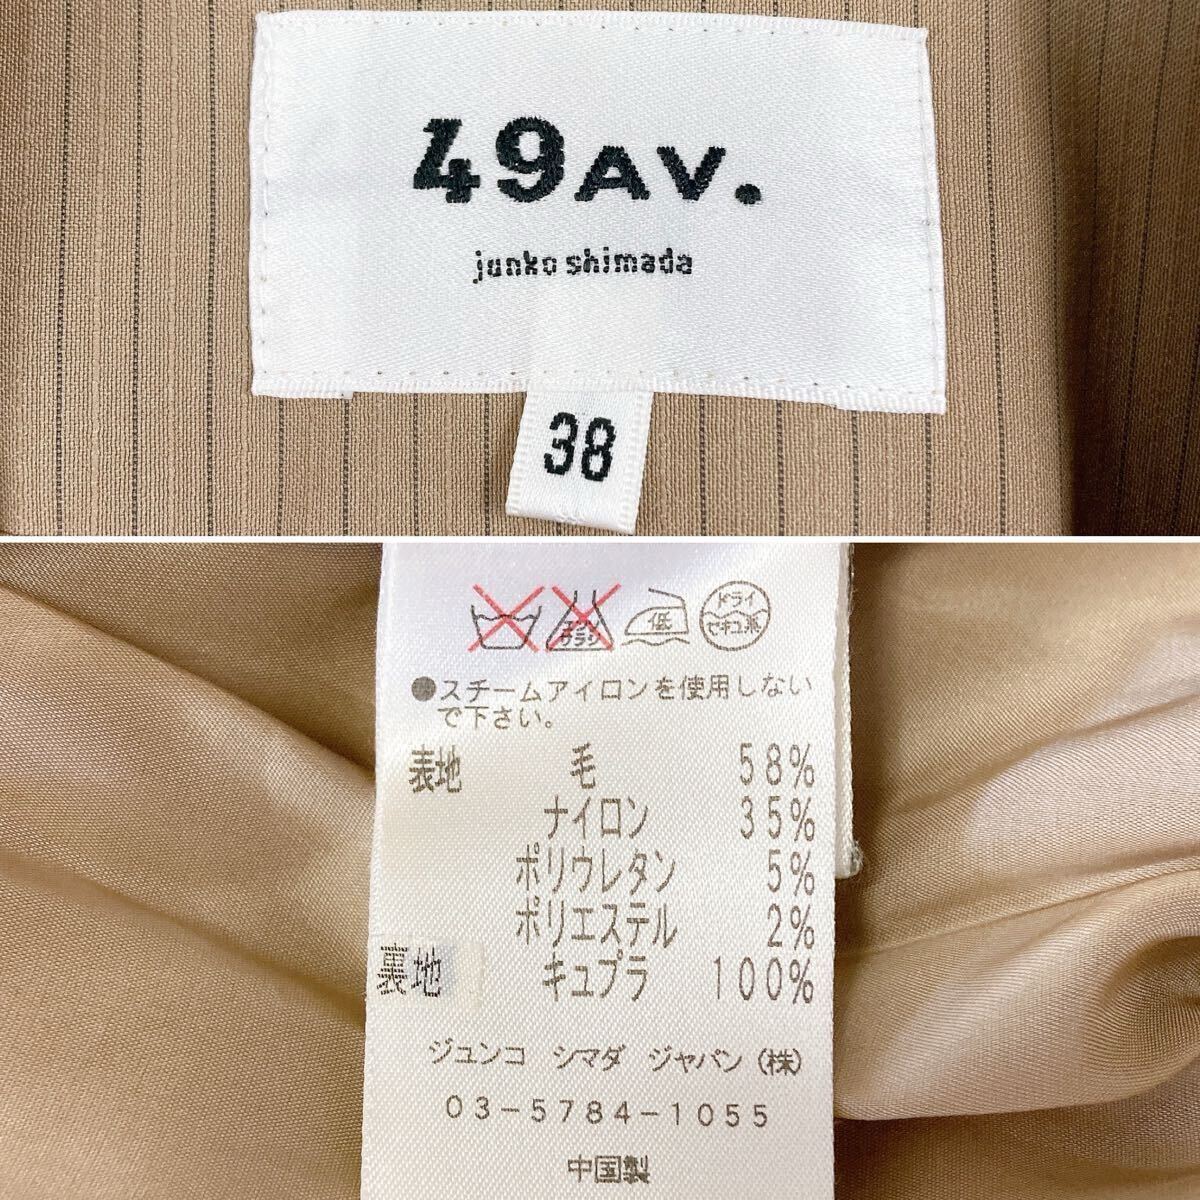 49AV.
junko shimada
38
エンソ
サラシ
低
ドライ
セキユ系
●スチームアイロンを使用しない
で下さい。
表地 毛 58%
ナイロン 35%
ポリウレタン 5%
ポリエステル 2%
裏地 キュプラ 100%
ジュンコ シマダ ジャパン(株)
03-5784-1055
中国製